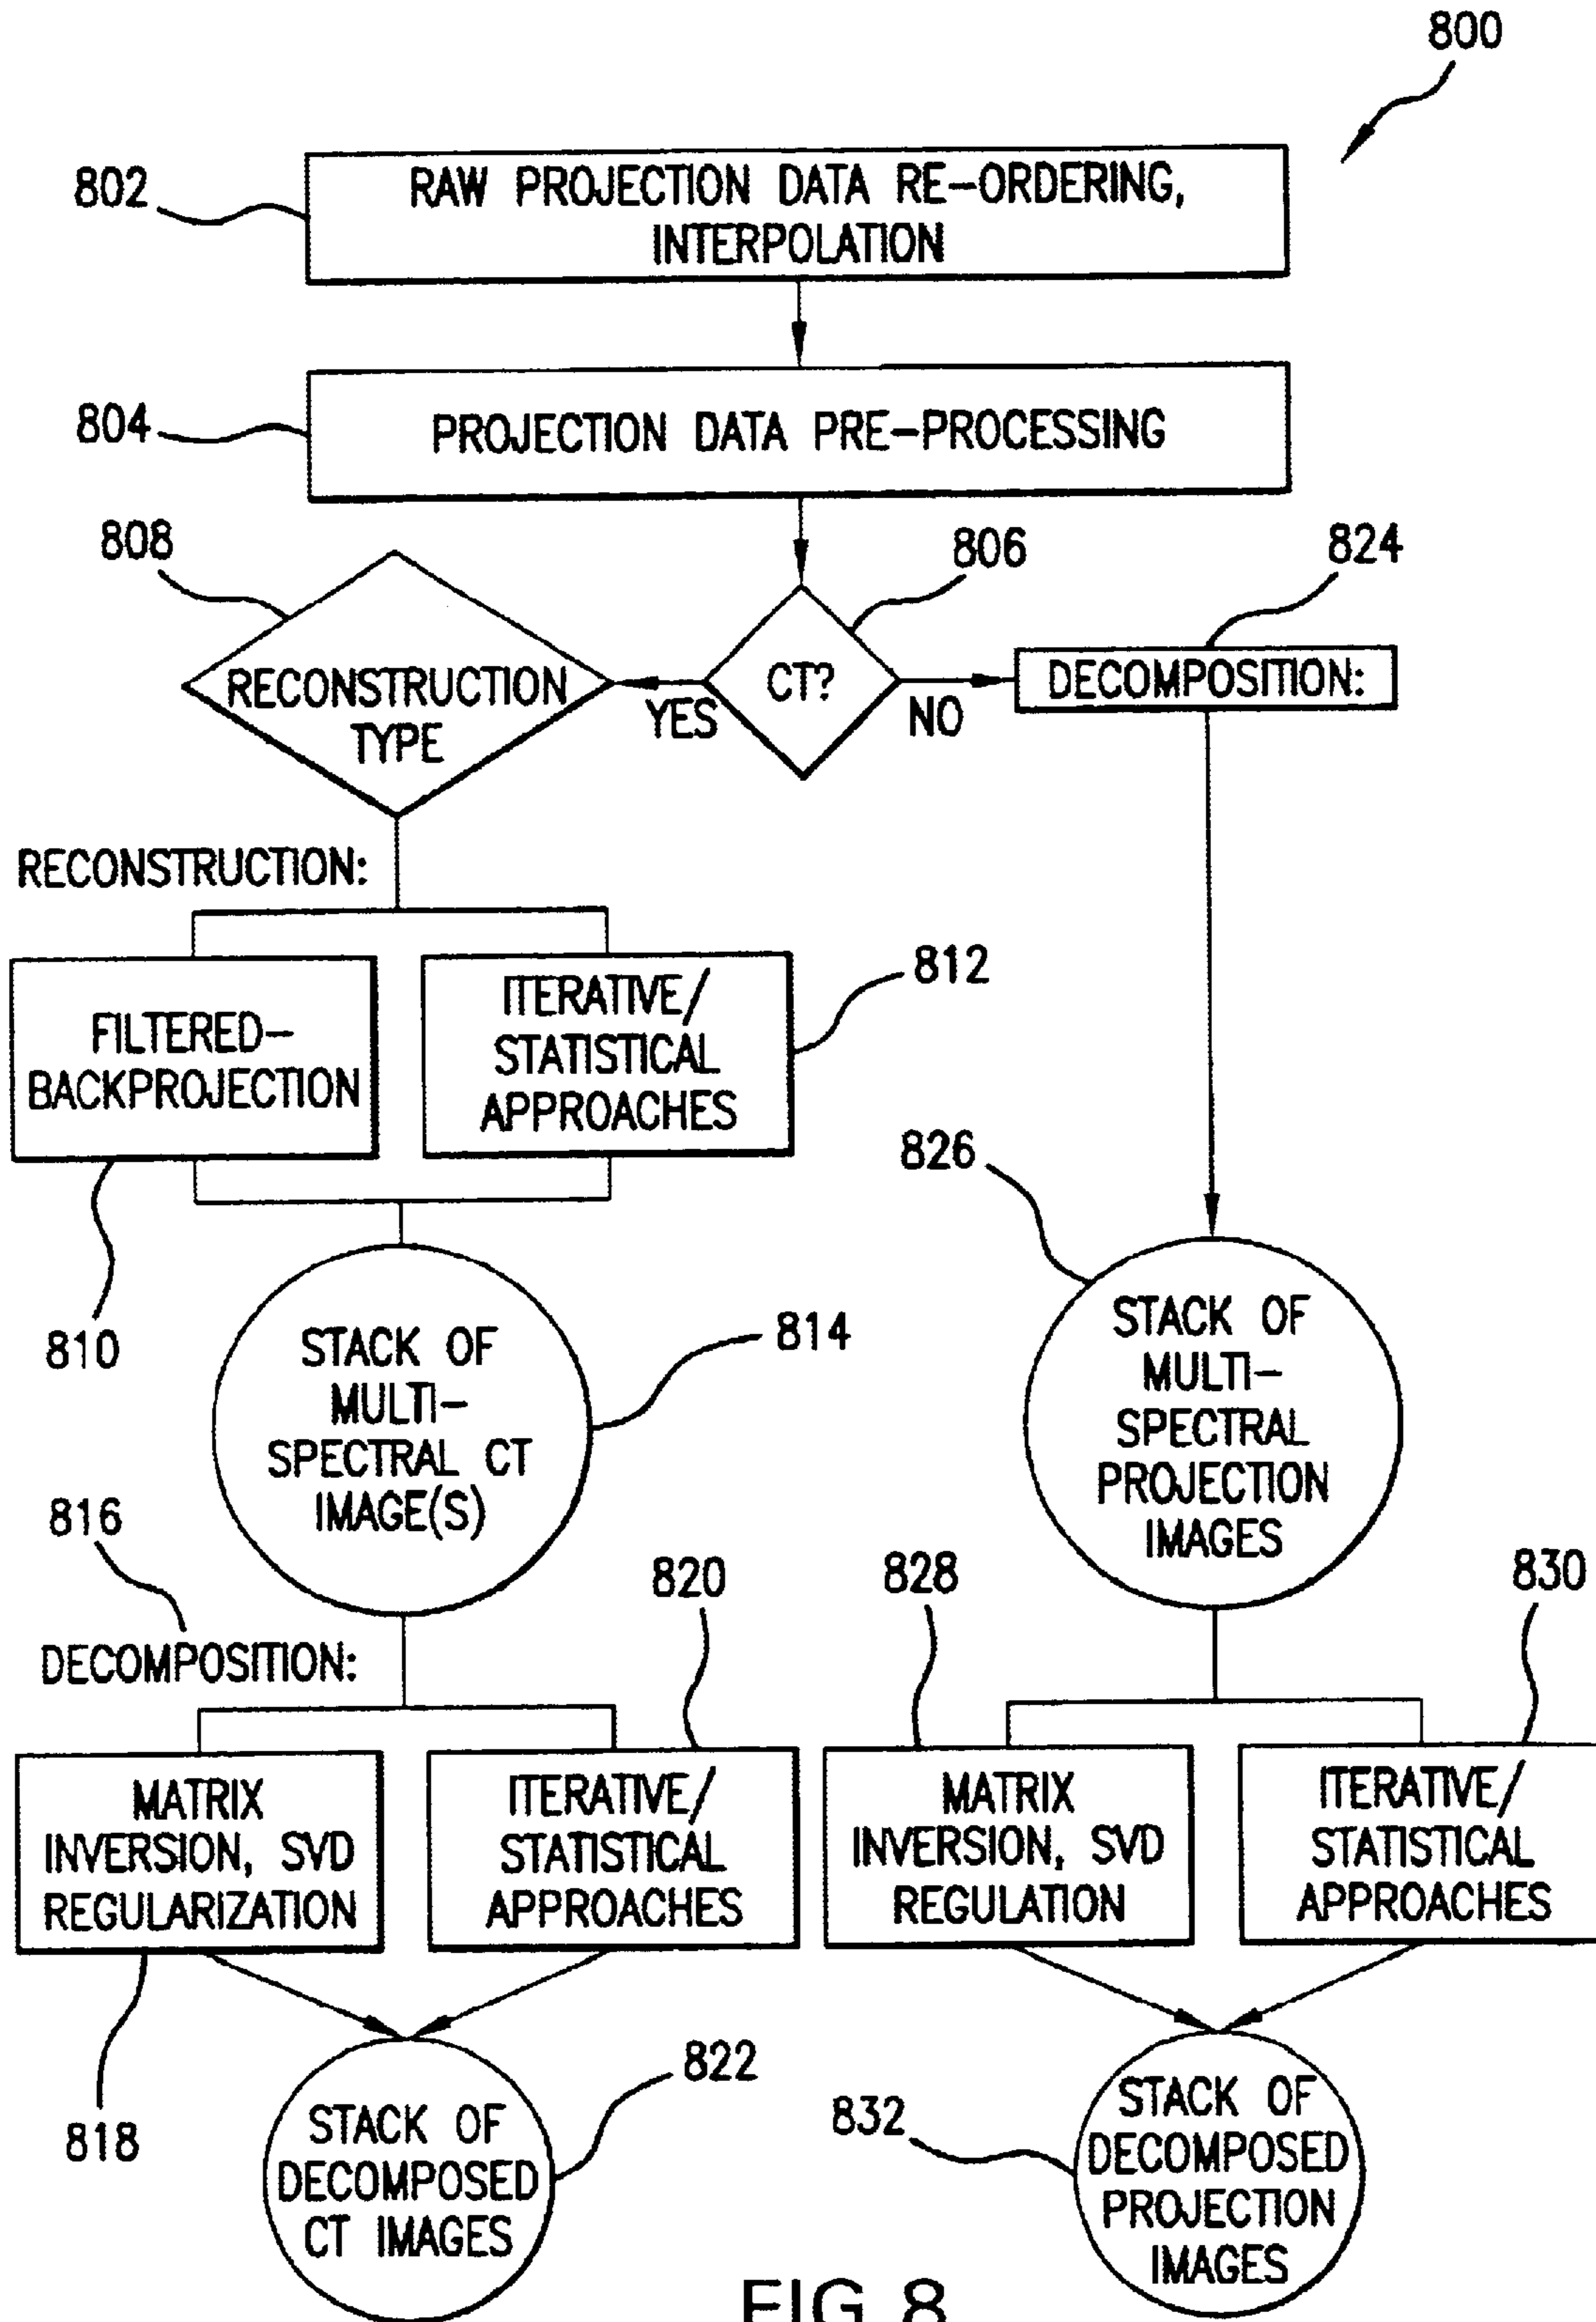 800
802
RAW PROJECTION DATA RE-ORDERING,
INTERPOLATION
804
PROJECTION DATA PRE-PROCESSING
808
806
824
RECONSTRUCTION
TYPE
YES
CT?
NO
DECOMPOSITION:
RECONSTRUCTION:
FILTERED-
BACKPROJECTION
810
ITERATIVE/
STATISTICAL
APPROACHES
812
STACK OF
MULTI-
SPECTRAL CT
IMAGE(S)
814
826
STACK OF
MULTI-
SPECTRAL
PROJECTION
IMAGES
816
DECOMPOSITION:
820
828
830
MATRIX
INVERSION, SVD
REGULARIZATION
818
ITERATIVE/
STATISTICAL
APPROACHES
MATRIX
INVERSION, SVD
REGULATION
ITERATIVE/
STATISTICAL
APPROACHES
STACK OF
DECOMPOSED
CT IMAGES
822
832
STACK OF
DECOMPOSED
PROJECTION
IMAGES
FIG.8